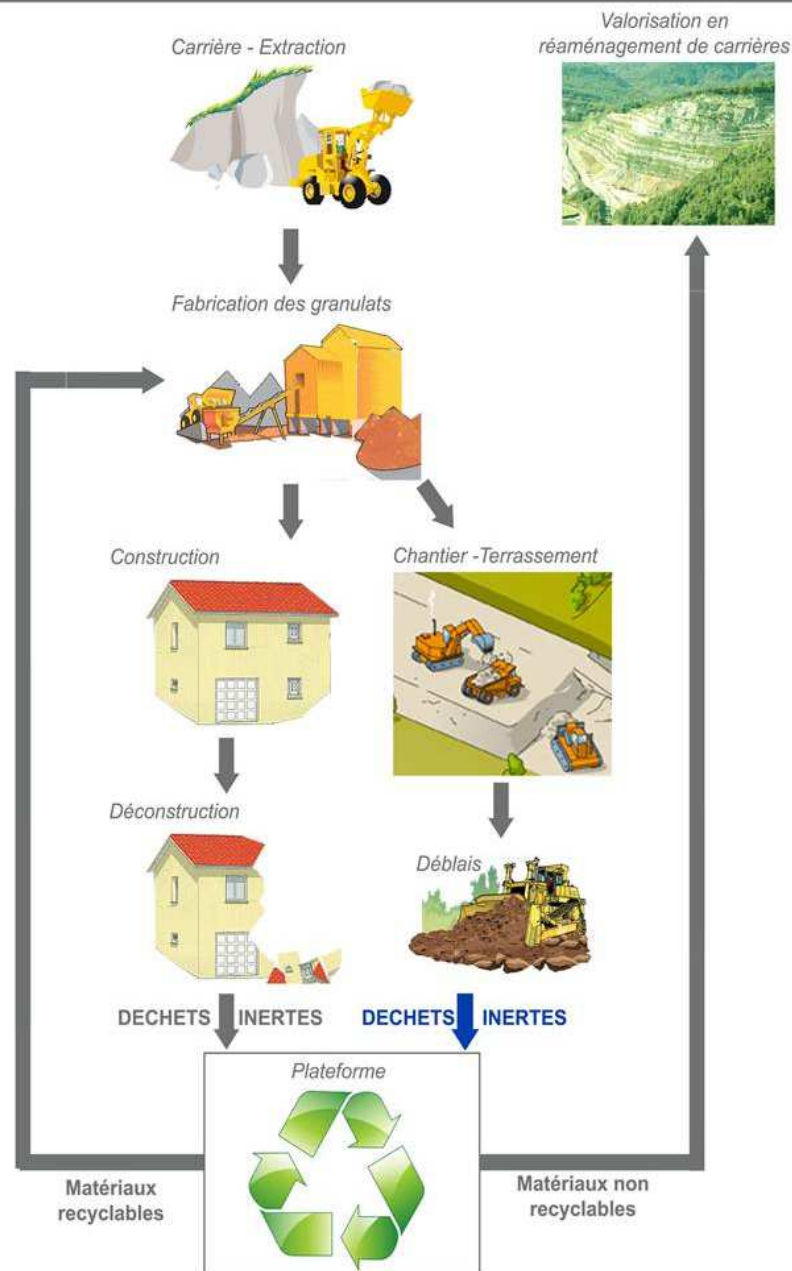 Carrière - Extraction
Valorisation en
réaménagement de carrières
Fabrication des granulats
Construction
Chantier -Terrassement
Déconstruction
Déblais
DECHETS INERTES
DECHETS INERTES
Plateforme
Matériaux
recyclables
Matériaux non
recyclables